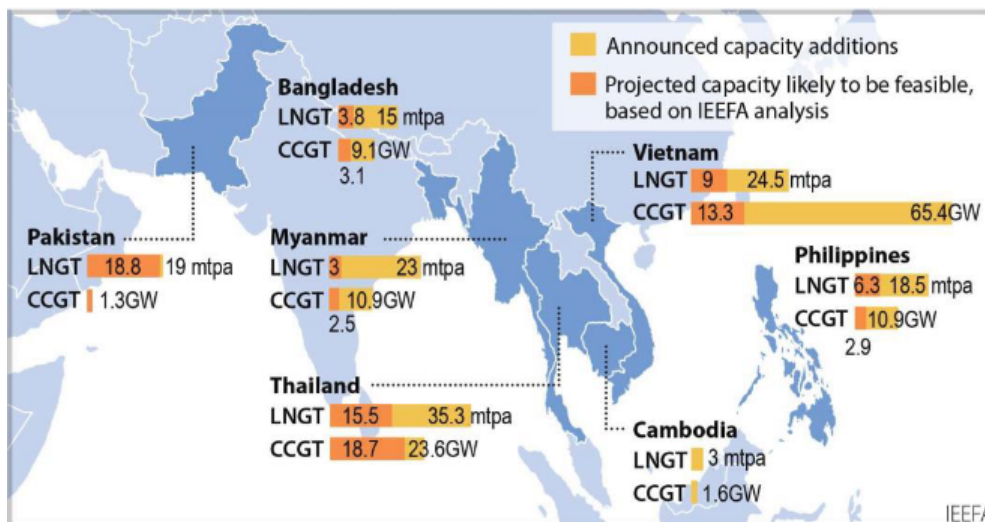 Announced capacity additions
Projected capacity likely to be feasible,
based on IEEFA analysis
Bangladesh
LNGT 3.8 15 mtpa
CCGT 9.1GW
3.1
Vietnam
LNGT 9 24.5 mtpa
CCGT 13.3 65.4GW
Pakistan
LNGT 18.8 19 mtpa
CCGT 1.3GW
Myanmar
LNGT 3 23 mtpa
CCGT 10.9GW
2.5
Philippines
LNGT 6.3 18.5 mtpa
CCGT 10.9GW
2.9
Thailand
LNGT 15.5 35.3 mtpa
CCGT 18.7 23.6GW
Cambodia
LNGT 3 mtpa
CCGT 1.6GW
IEEFA